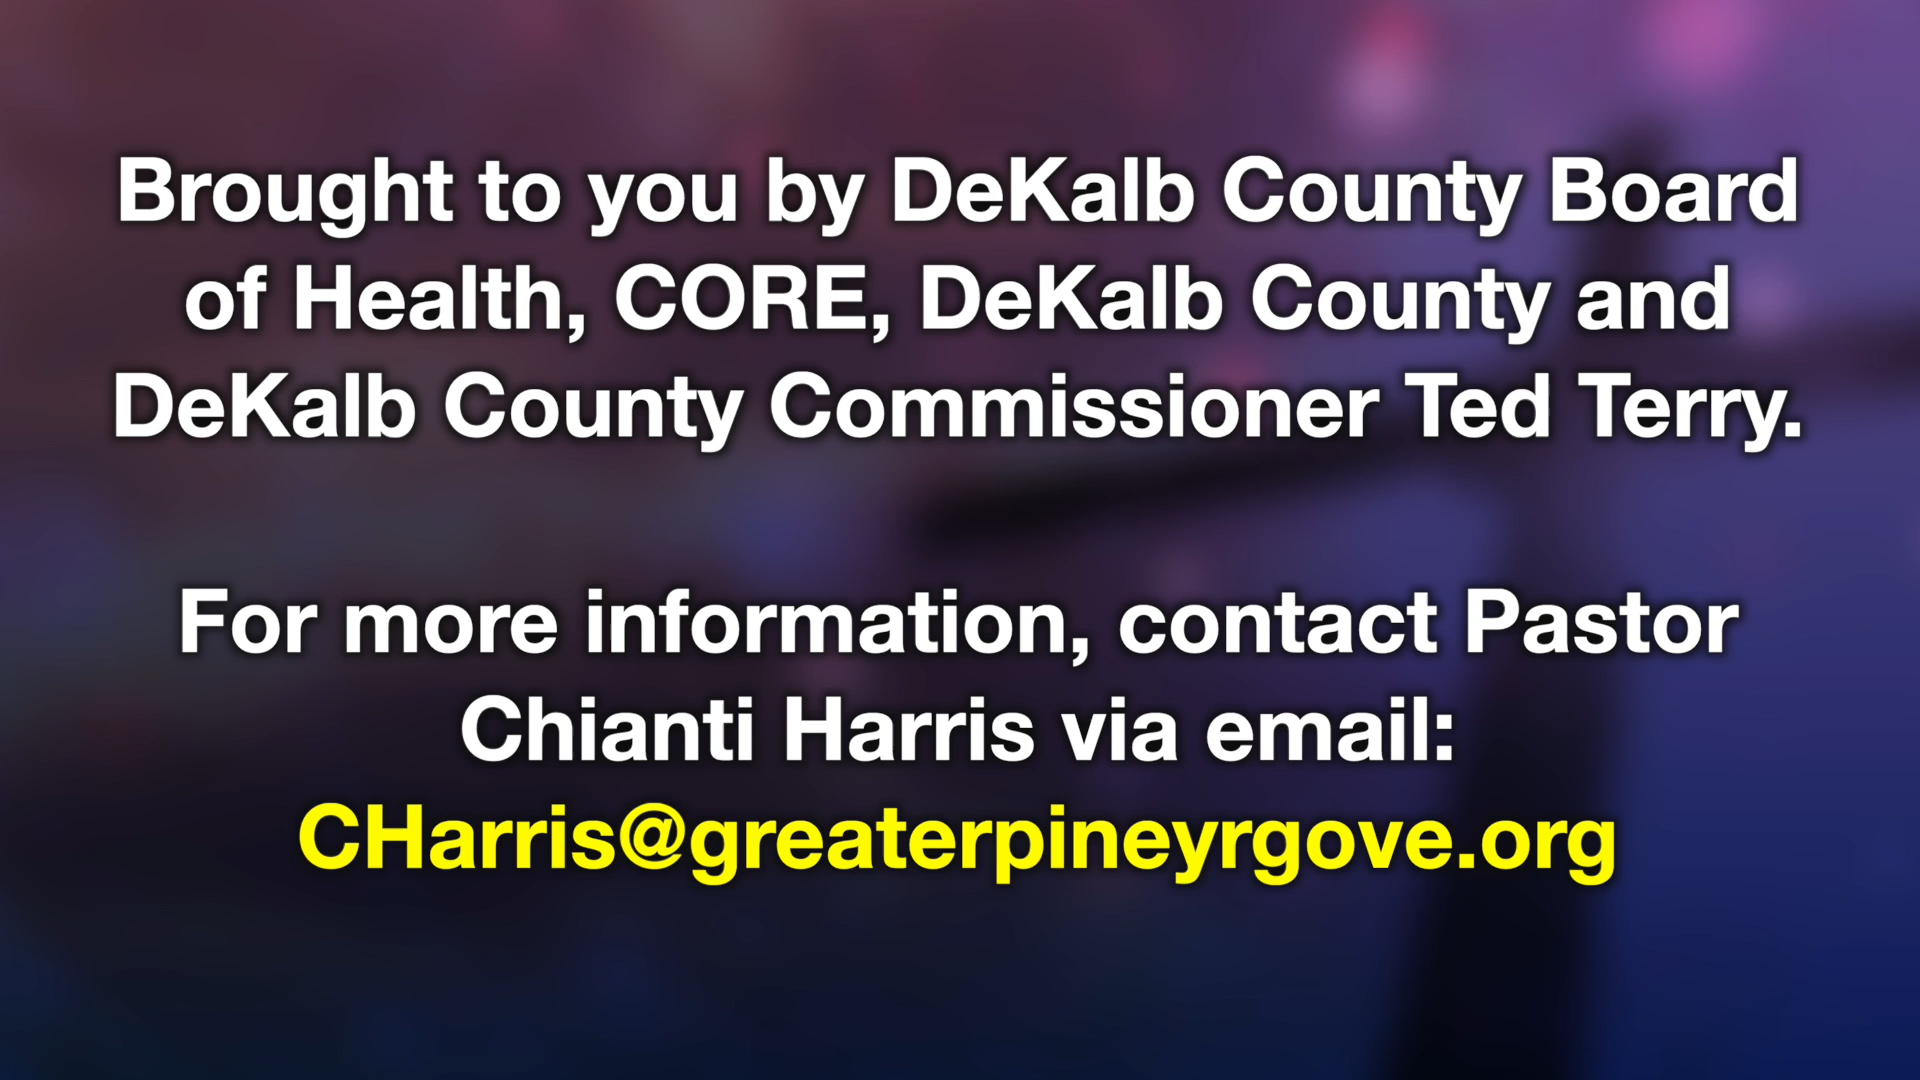 Brought to you by DeKalb County Board
of Health, CORE, DeKalb County and
DeKalb County Commissioner Ted Terry.
For more information, contact Pastor
Chianti Harris via email:
CHarris@greaterpineyrgove.org